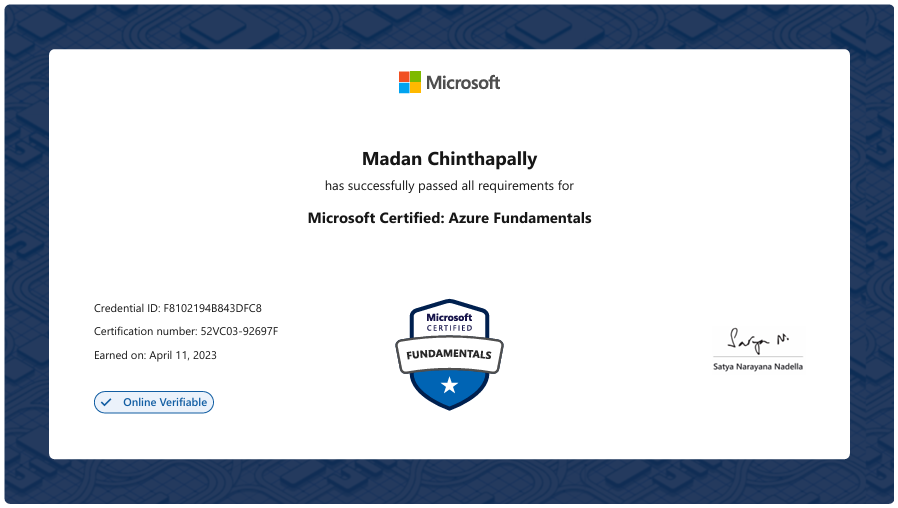 Microsoft
Madan Chinthapally
has successfully passed all requirements for
Microsoft Certified: Azure Fundamentals
Credential ID: F8102194B843DFC8
Certification number: 52VC03-92697F
Earned on: April 11, 2023
Online Verifiable
Microsoft
CERTIFIED
FUNDAMENTALS
Satya N.
Satya Narayana Nadella